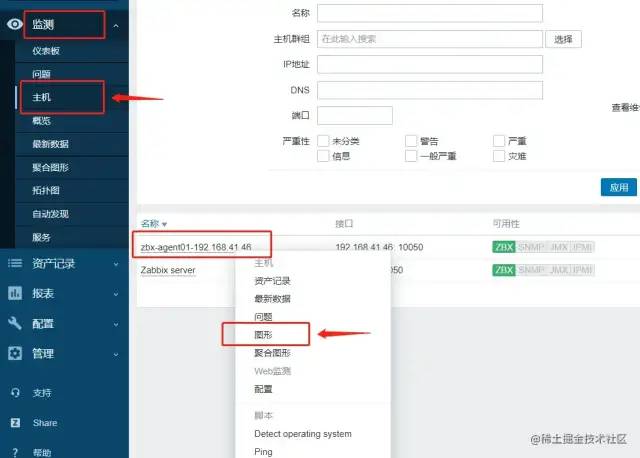 监测
仪表板
问题
主机
概览
最新数据
聚合图形
拓扑图
自动发现
服务
资产记录
报表
配置
管理
支持
Share
帮助
名称
主机群组 在此输入搜索 选择
IP地址
DNS
端口
查看维
严重性 未分类 警告 严重
信息 一般严重 灾难
应用
名称 接口 可用性
zbx-agent01-192.168.41.46 192.168.41.46: 10050 ZBX SNMP JMX IPMI
Zabbix server 050 ZBX SNMP JMX IPMI
主机
资产记录
最新数据
问题
图形
聚合图形
Web监测
配置
脚本
Detect operating system
Ping
@稀土掘金技术社区